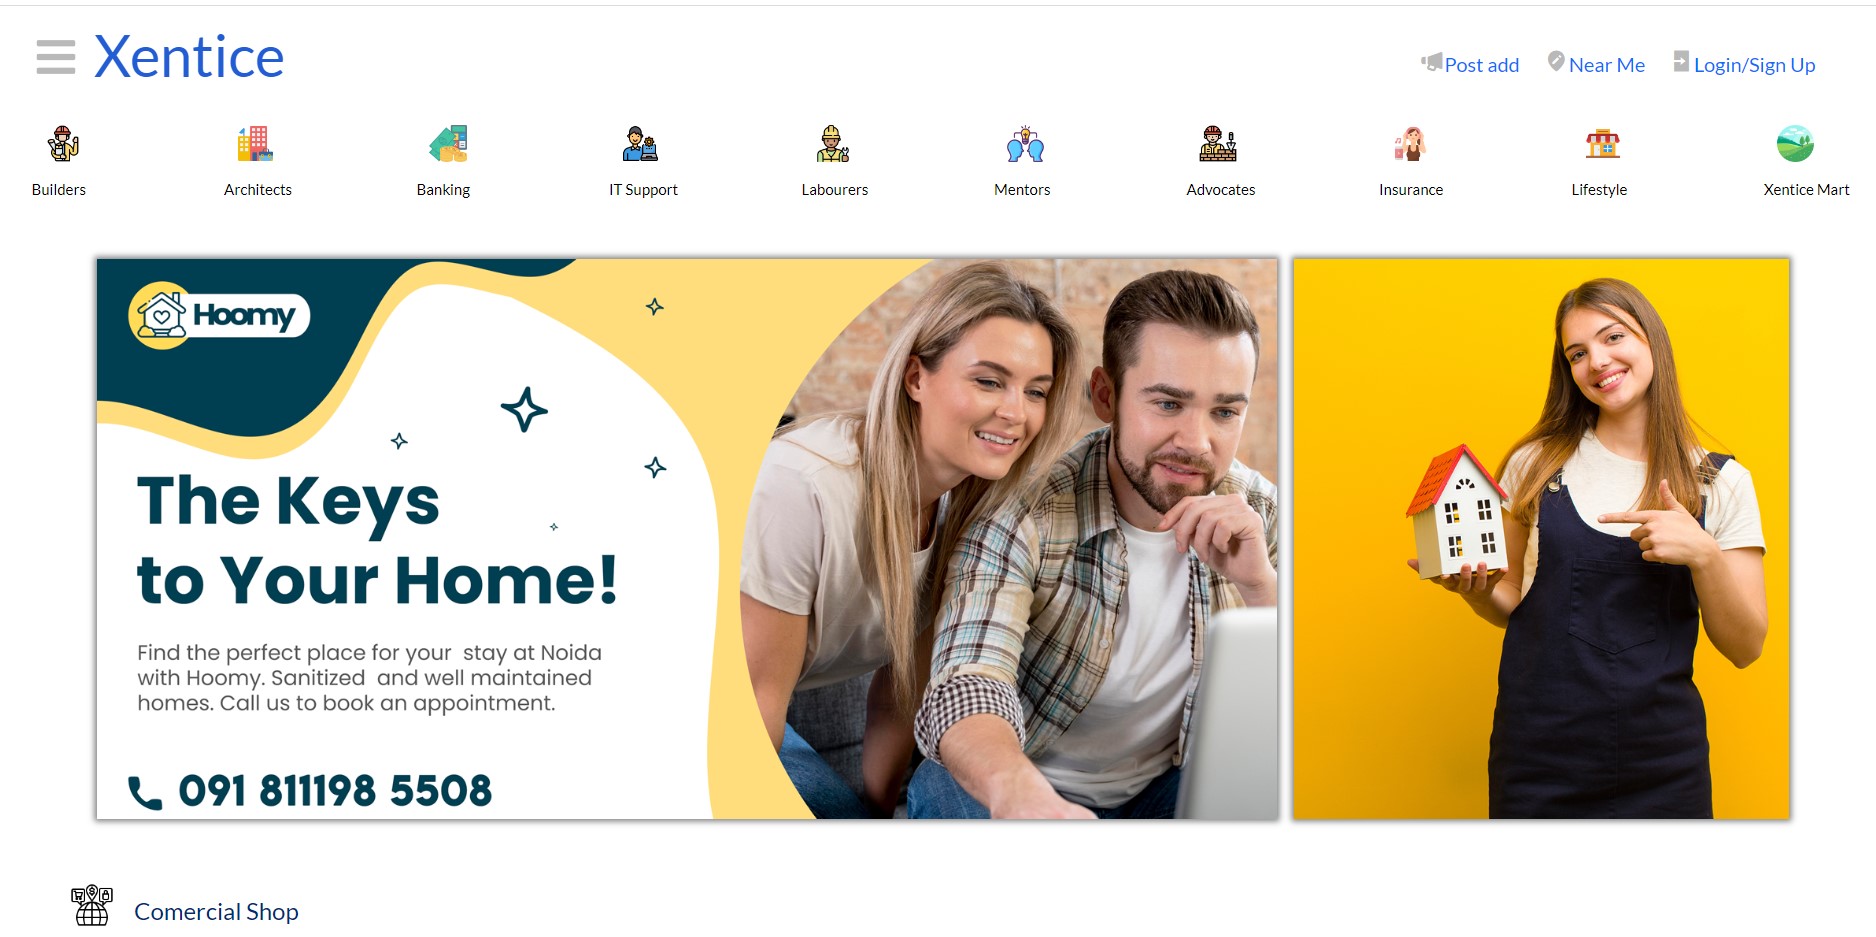 Xentice
Post add
Near Me
Login/Sign Up
Builders
Architects
Banking
IT Support
Labourers
Mentors
Advocates
Insurance
Lifestyle
Xentice Mart
Hoomy
The Keys
to Your Home!
Find the perfect place for your stay at Noida
with Hoomy. Sanitized and well maintained
homes. Call us to book an appointment.
091 811198 5508
Comercial Shop